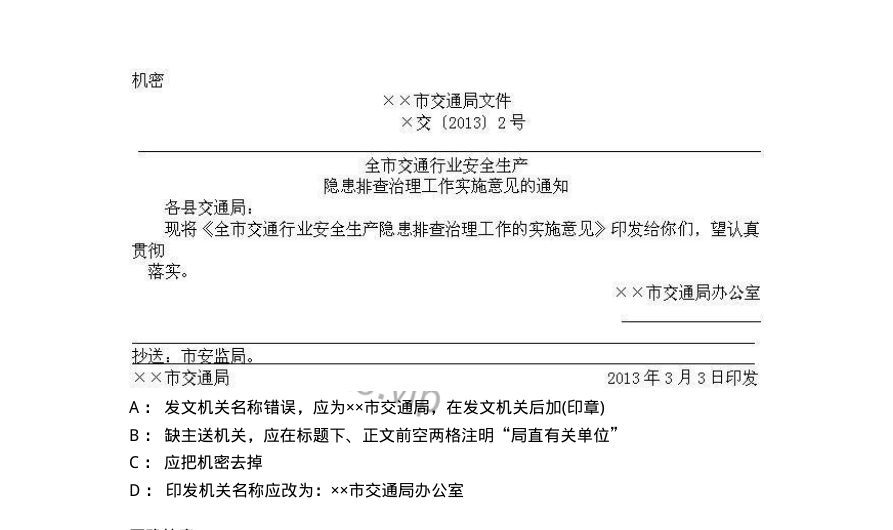 机密
××市交通局文件
×交〔2013〕2号
全市交通行业安全生产
隐患排查治理工作实施意见的通知
各县交通局：
现将《全市交通行业安全生产隐患排查治理工作的实施意见》印发给你们，望认真
贯彻
落实。
××市交通局办公室
抄送：市安监局。
××市交通局 2013年3月3日印发
A： 发文机关名称错误，应为××市交通局，在发文机关后加(印章)
B： 缺主送机关，应在标题下、正文前空两格注明“局直有关单位”
C： 应把机密去掉
D： 印发机关名称应改为：××市交通局办公室